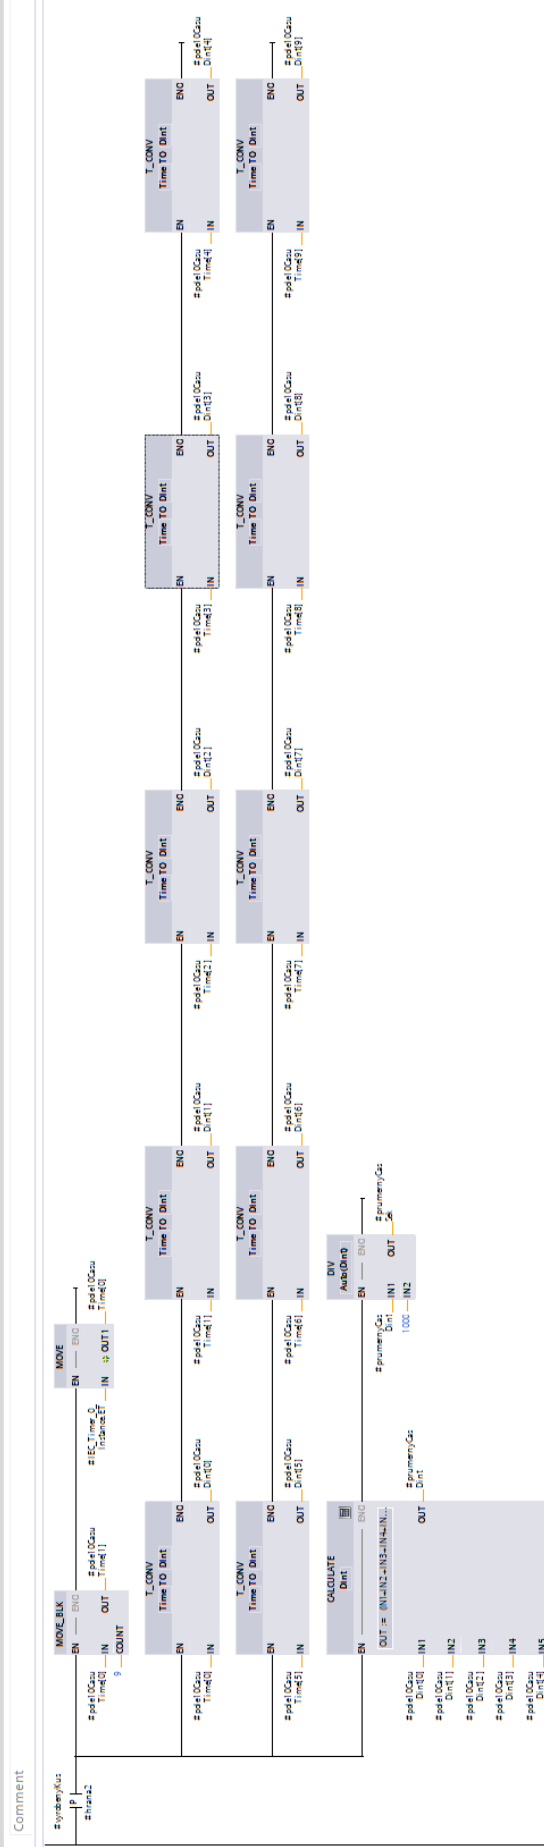 Comment
#vyrobenyKus
P
#hrana2
MOVE_BLK
EN
ENO
#pole10Casu
Time[0]
IN
OUT
#pole10Casu
Time[1]
9
COUNT
MOVE
EN
ENO
#IEC_Timer_0_
Instance.ET
IN
OUT1
#pole10Casu
Time[0]
T_CONV
Time TO DInt
EN
ENO
#pole10Casu
Time[0]
IN
OUT
#pole10Casu
Dint[0]
T_CONV
Time TO DInt
EN
ENO
#pole10Casu
Time[1]
IN
OUT
#pole10Casu
Dint[1]
T_CONV
Time TO DInt
EN
ENO
#pole10Casu
Time[2]
IN
OUT
#pole10Casu
Dint[2]
T_CONV
Time TO DInt
EN
ENO
#pole10Casu
Time[3]
IN
OUT
#pole10Casu
Dint[3]
T_CONV
Time TO DInt
EN
ENO
#pole10Casu
Time[4]
IN
OUT
#pole10Casu
Dint[4]
T_CONV
Time TO DInt
EN
ENO
#pole10Casu
Time[5]
IN
OUT
#pole10Casu
Dint[5]
T_CONV
Time TO DInt
EN
ENO
#pole10Casu
Time[6]
IN
OUT
#pole10Casu
Dint[6]
T_CONV
Time TO DInt
EN
ENO
#pole10Casu
Time[7]
IN
OUT
#pole10Casu
Dint[7]
T_CONV
Time TO DInt
EN
ENO
#pole10Casu
Time[8]
IN
OUT
#pole10Casu
Dint[8]
T_CONV
Time TO DInt
EN
ENO
#pole10Casu
Time[9]
IN
OUT
#pole10Casu
Dint[9]
CALCULATE
Dint
EN
ENO
OUT := (IN1+IN2+IN3+IN4+IN...
#pole10Casu
Dint[0]
IN1
OUT
#prumernyCas
Dint
#pole10Casu
Dint[1]
IN2
#pole10Casu
Dint[2]
IN3
#pole10Casu
Dint[3]
IN4
#pole10Casu
Dint[4]
IN5
DIV
Auto (DInt)
EN
ENO
#prumernyCas
Dint
IN1
OUT
#prumernyCas
Sek
1000
IN2